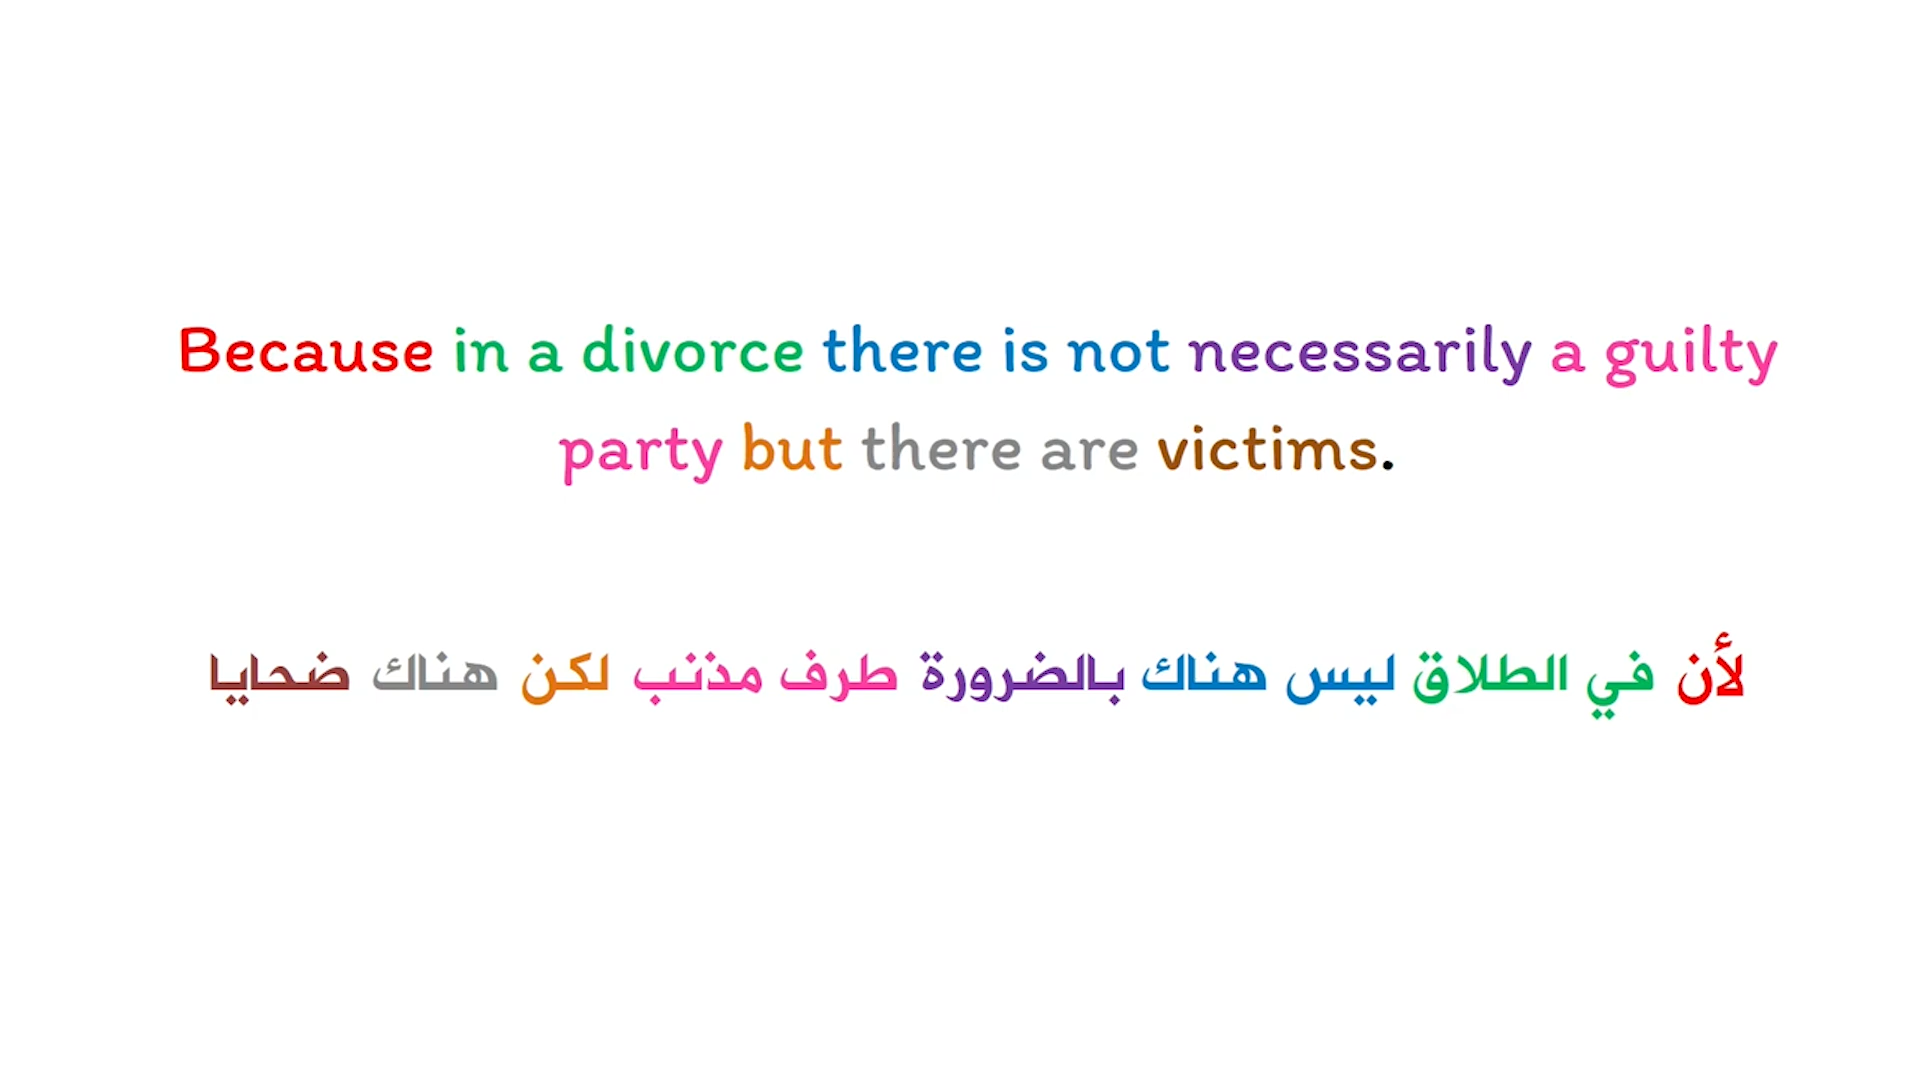 Because in a divorce there is not necessarily a guilty
party but there are victims.
لأن في الطلاق ليس هناك بالضرورة طرف مذنب لكن هناك ضحايا